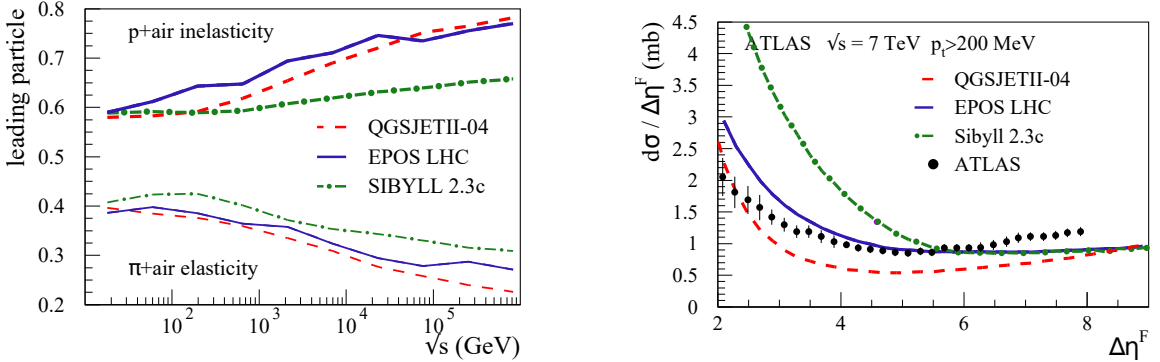 leading particle
0.8
0.7
0.6
0.5
0.4
0.3
0.2
p+air inelasticity
QGSJETII-04
EPOS LHC
SIBYLL 2.3c
π+air elasticity
10² 10³ 10⁴ 10⁵
√s (GeV)
dσ / Δη^F (mb)
4.5
4
3.5
3
2.5
2
1.5
1
0.5
0
ATLAS √s = 7 TeV p_t>200 MeV
QGSJETII-04
EPOS LHC
Sibyll 2.3c
ATLAS
2 4 6 8
Δη^F